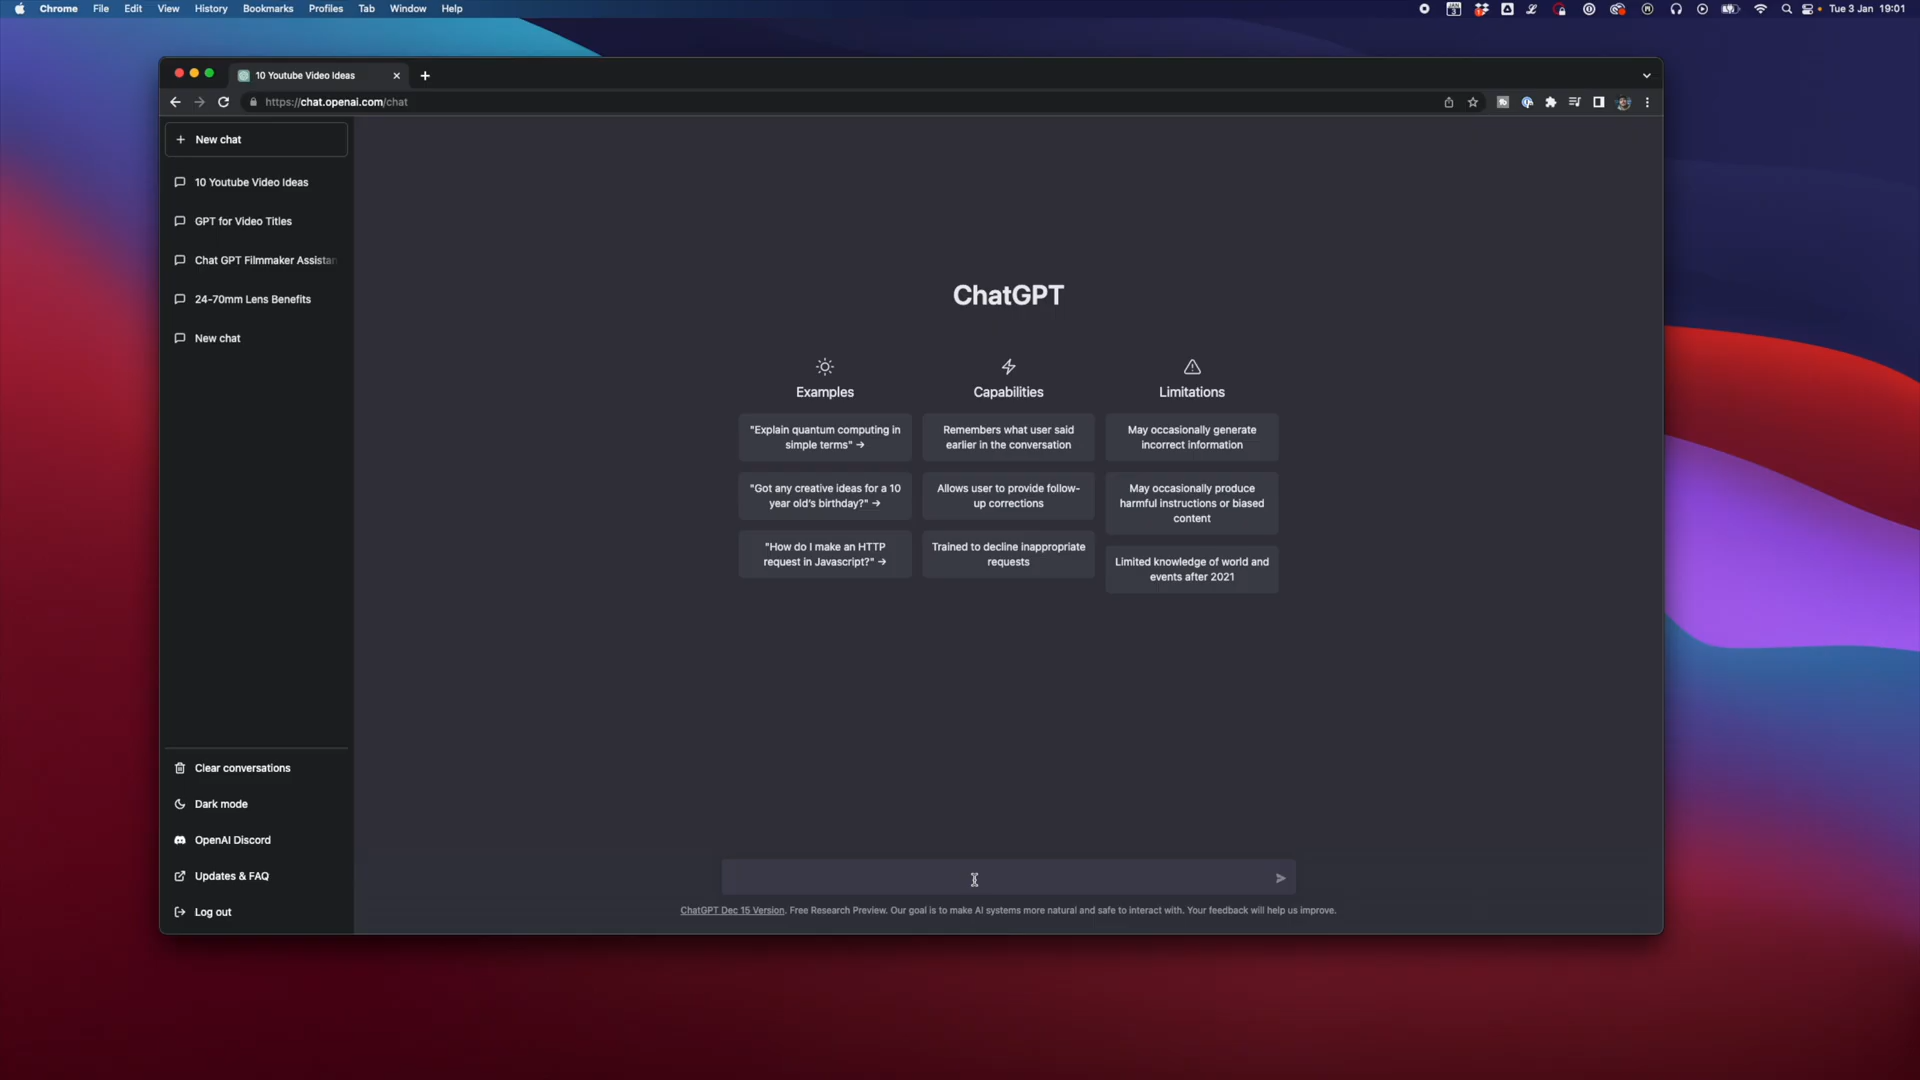 Chrome File Edit View History Bookmarks Profiles Tab Window Help
Tue 3 Jan 19:01
10 Youtube Video Ideas
https://chat.openai.com/chat
New chat
10 Youtube Video Ideas
GPT for Video Titles
Chat GPT Filmmaker Assistan
24-70mm Lens Benefits
New chat
Clear conversations
Dark mode
OpenAI Discord
Updates & FAQ
Log out
ChatGPT
Examples
"Explain quantum computing in
simple terms" →
"Got any creative ideas for a 10
year old's birthday?" →
"How do I make an HTTP
request in Javascript?" →
Capabilities
Remembers what user said
earlier in the conversation
Allows user to provide follow-
up corrections
Trained to decline inappropriate
requests
Limitations
May occasionally generate
incorrect information
May occasionally produce
harmful instructions or biased
content
Limited knowledge of world and
events after 2021
ChatGPT Dec 15 Version. Free Research Preview. Our goal is to make AI systems more natural and safe to interact with. Your feedback will help us improve.